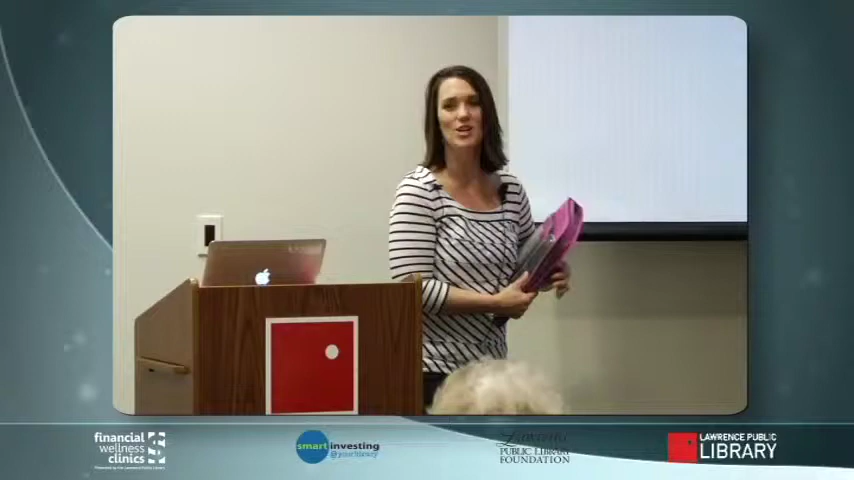 financial
wellness
clinics
smart investing
@ your library
LAWRENCE
PUBLIC LIBRARY
FOUNDATION
LAWRENCE PUBLIC
LIBRARY